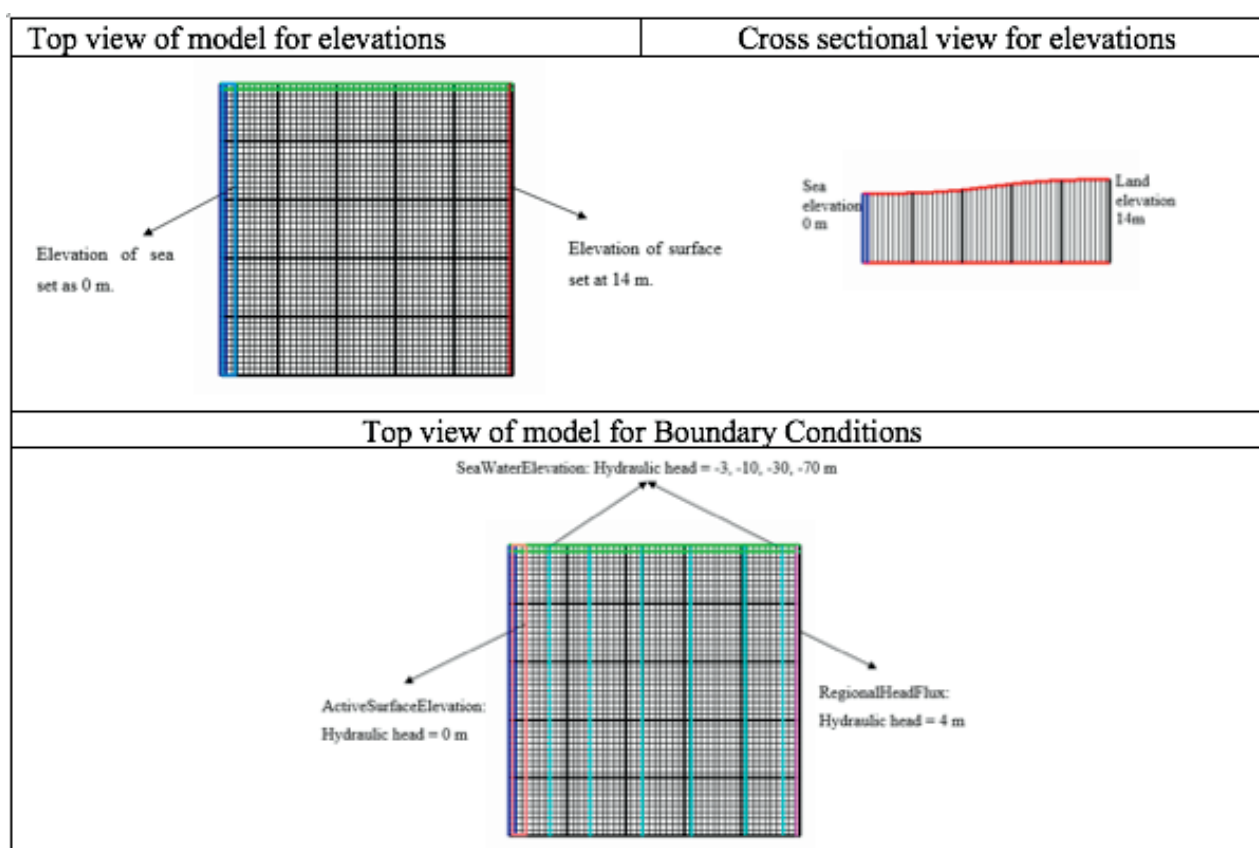 Top view of model for elevations
Cross sectional view for elevations
Elevation of sea
set as 0 m.
Elevation of surface
set at 14 m.
Sea
elevation
0 m
Land
elevation
14m
Top view of model for Boundary Conditions
SeaWaterElevation: Hydraulic head = -3, -10, -30, -70 m
ActiveSurfaceElevation:
Hydraulic head = 0 m
RegionalHeadFlux:
Hydraulic head = 4 m